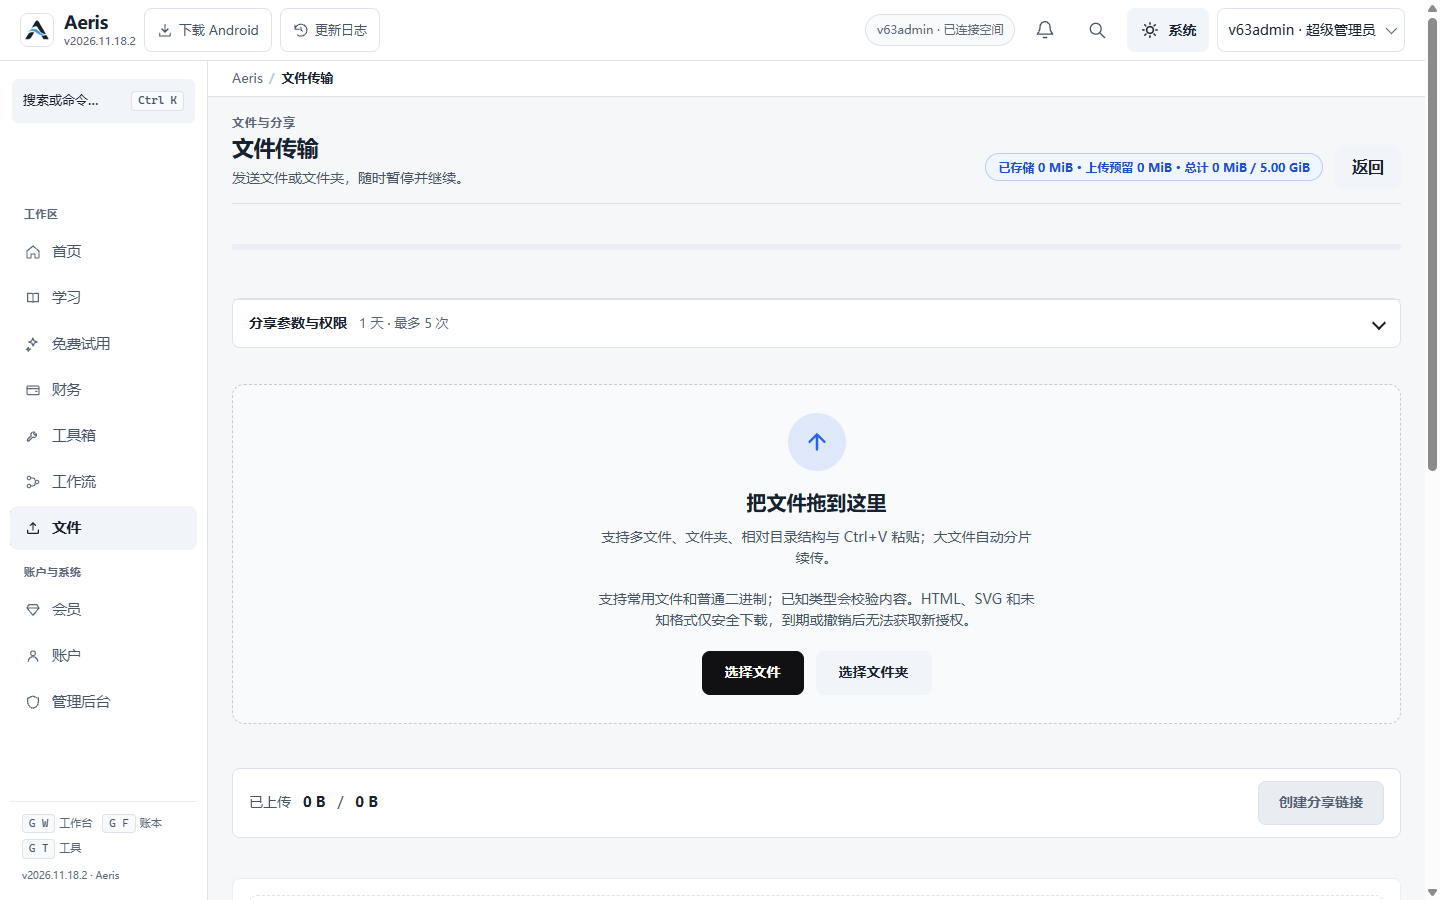 Aeris
v2026.11.18.2
下载 Android
更新日志
v63admin · 已连接空间
系统
v63admin · 超级管理员
搜索或命令...
Ctrl K
工作区
首页
学习
免费试用
财务
工具箱
工作流
文件
账户与系统
会员
账户
管理后台
G W 工作台 G F 账本
G T 工具
v2026.11.18.2 · Aeris
Aeris / 文件传输
文件与分享
文件传输
发送文件或文件夹，随时暂停并继续。
已存储 0 MiB • 上传预留 0 MiB • 总计 0 MiB / 5.00 GiB
返回
分享参数与权限 1 天 · 最多 5 次
把文件拖到这里
支持多文件、文件夹、相对目录结构与 Ctrl+V 粘贴；大文件自动分片
续传。
支持常用文件和普通二进制；已知类型会校验内容。HTML、SVG 和未
知格式仅安全下载，到期或撤销后无法获取新授权。
选择文件
选择文件夹
已上传 0 B / 0 B
创建分享链接